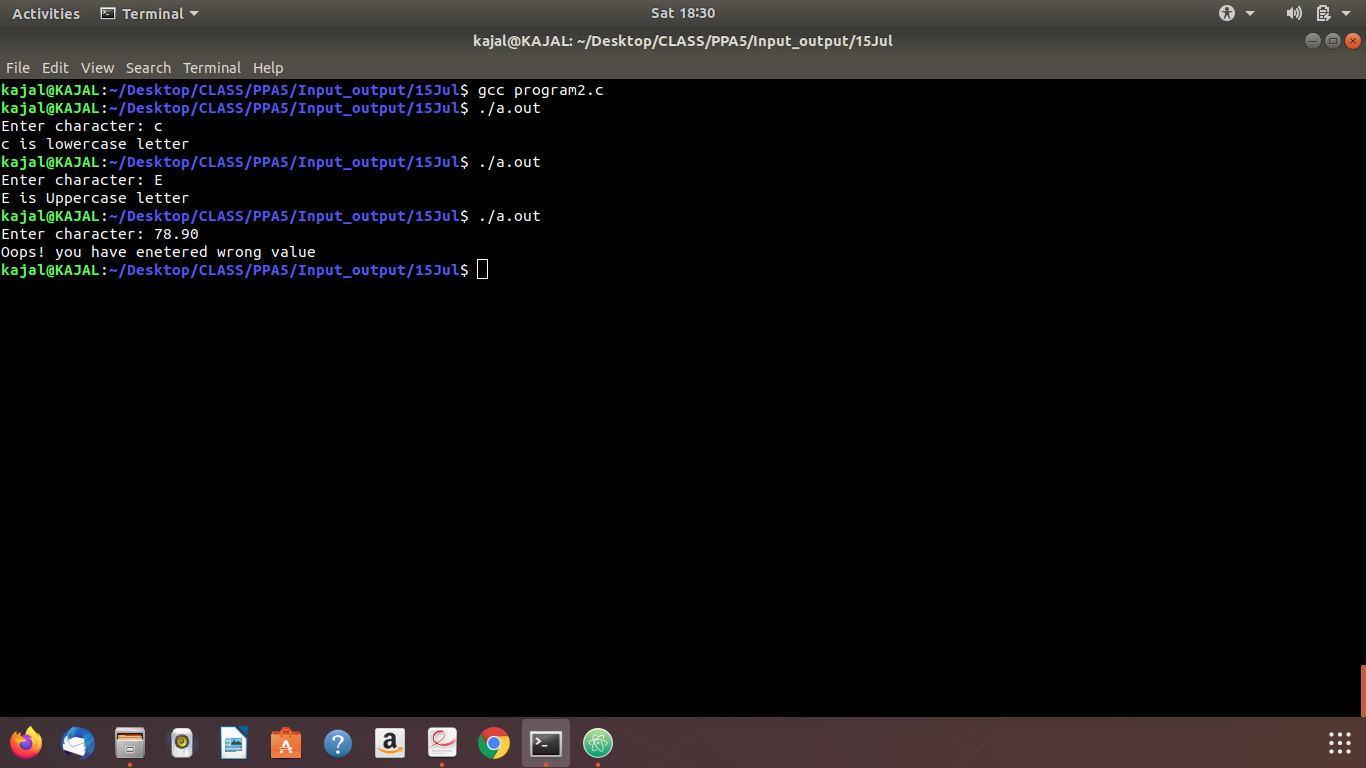 Activities Terminal Sat 18:30
kajal@KAJAL: ~/Desktop/CLASS/PPA5/Input_output/15Jul
File Edit View Search Terminal Help
kajal@KAJAL:~/Desktop/CLASS/PPA5/Input_output/15Jul$ gcc program2.c
kajal@KAJAL:~/Desktop/CLASS/PPA5/Input_output/15Jul$ ./a.out
Enter character: c
c is lowercase letter
kajal@KAJAL:~/Desktop/CLASS/PPA5/Input_output/15Jul$ ./a.out
Enter character: E
E is Uppercase letter
kajal@KAJAL:~/Desktop/CLASS/PPA5/Input_output/15Jul$ ./a.out
Enter character: 78.90
Oops! you have enetered wrong value
kajal@KAJAL:~/Desktop/CLASS/PPA5/Input_output/15Jul$